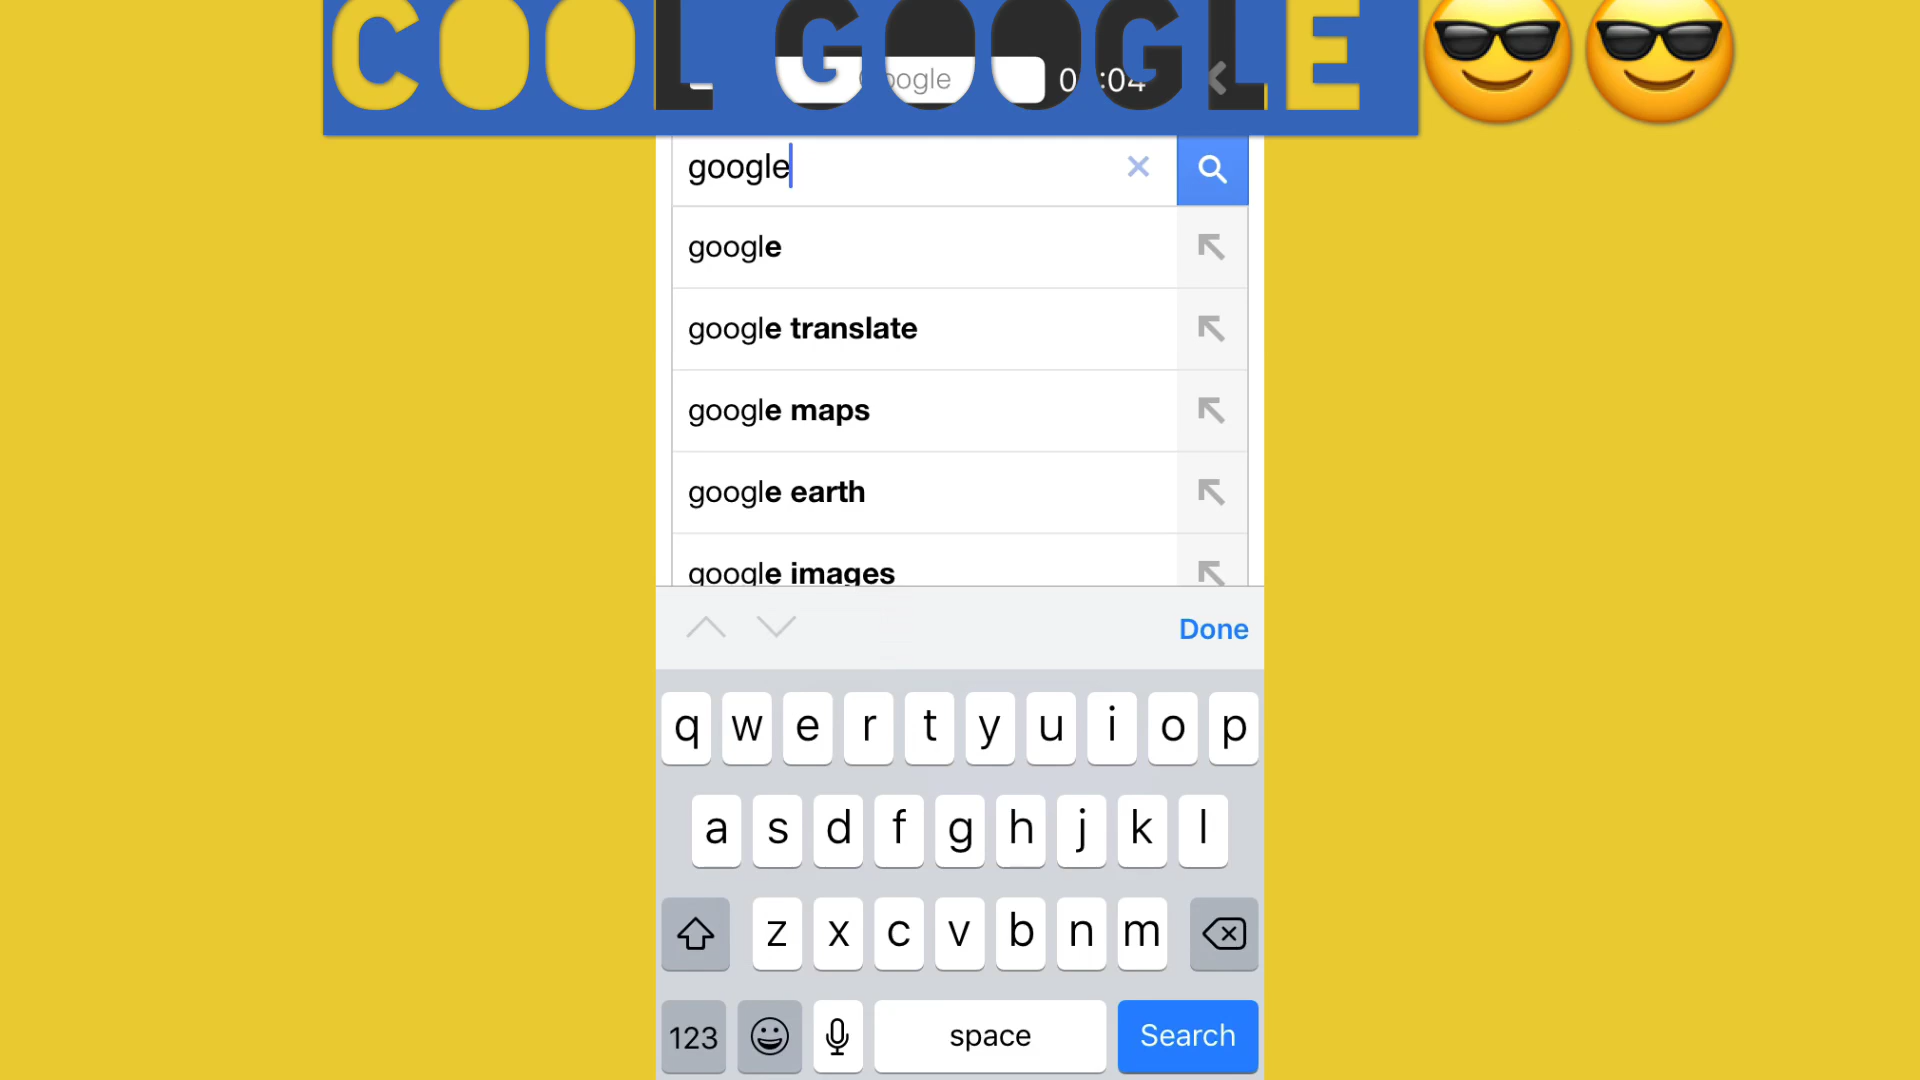 COOL GOOGLE 😎😎
google
google
google translate
google maps
google earth
google images
Done
q w e r t y u i o p
a s d f g h j k l
z x c v b n m
123 space Search